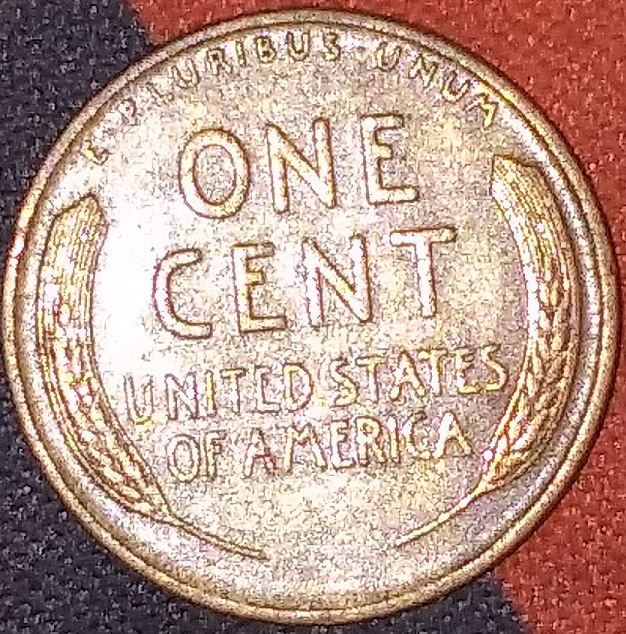 E PLURIBUS UNUM
ONE
CENT
UNITED STATES
OF AMERICA